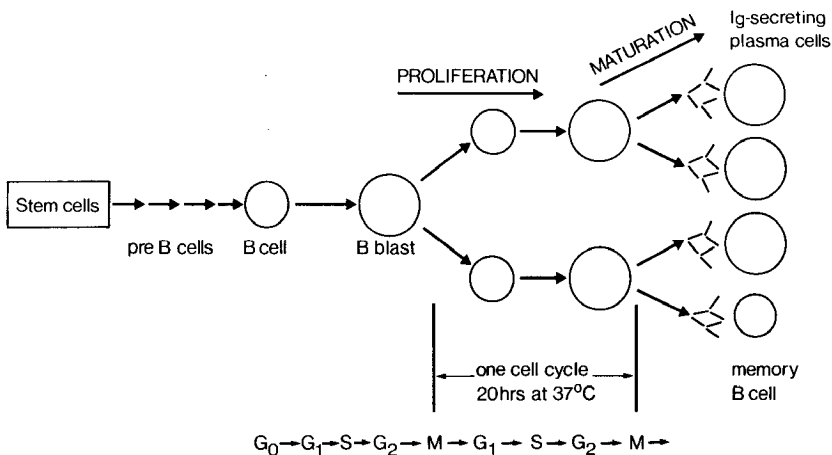 Ig-secreting
plasma cells
MATURATION
PROLIFERATION
Stem cells
pre B cells
B cell
B blast
one cell cycle
20hrs at 37°C
memory
B cell
G₀→G₁→S→G₂→M→G₁→S→G₂→M→